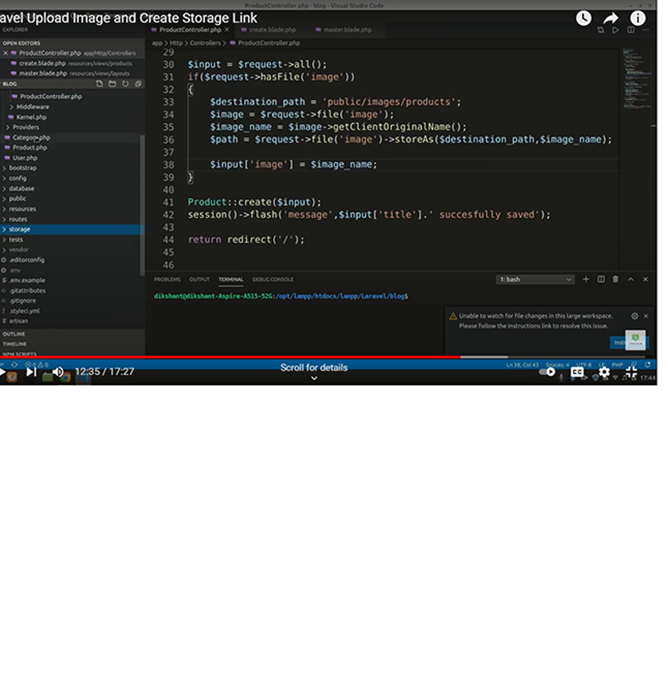 ProductController.php - blog - Visual Studio Code
avel Upload Image and Create Storage Link
EXPLORER
ProductController.php
create.blade.php
master.blade.php
OPEN EDITORS
ProductController.php app/Http/Controllers
create.blade.php resources/views/products
master.blade.php resources/views/layouts
BLOG
ProductController.php
Middleware
Kernel.php
Providers
Category.php
Product.php
User.php
bootstrap
config
database
public
resources
routes
storage
tests
vendor
.editorconfig
.env
.env.example
.gitattributes
.gitignore
.styleci.yml
artisan
OUTLINE
TIMELINE
NPM SCRIPTS
app > Http > Controllers > ProductController.php
29
30 $input = $request->all();
31 if($request->hasFile('image'))
32 {
33 $destination_path = 'public/images/products';
34 $image = $request->file('image');
35 $image_name = $image->getClientOriginalName();
36 $path = $request->file('image')->storeAs($destination_path,$image_name);
37
38 $input['image'] = $image_name;
39 }
40
41 Product::create($input);
42 session()->flash('message',$input['title'].' succesfully saved');
43
44 return redirect('/');
45
46
PROBLEMS OUTPUT TERMINAL DEBUG CONSOLE 1: bash
dikshant@dikshant-Aspire-A515-52G:/opt/lampp/htdocs/lampp/Laravel/blog$
Unable to watch for file changes in this large workspace.
Please follow the instructions link to resolve this issue.
Ln 38, Col 43 Spaces: 4 UTF-8 LF PHP
12:35 / 17:27
Scroll for details
CC
17:44